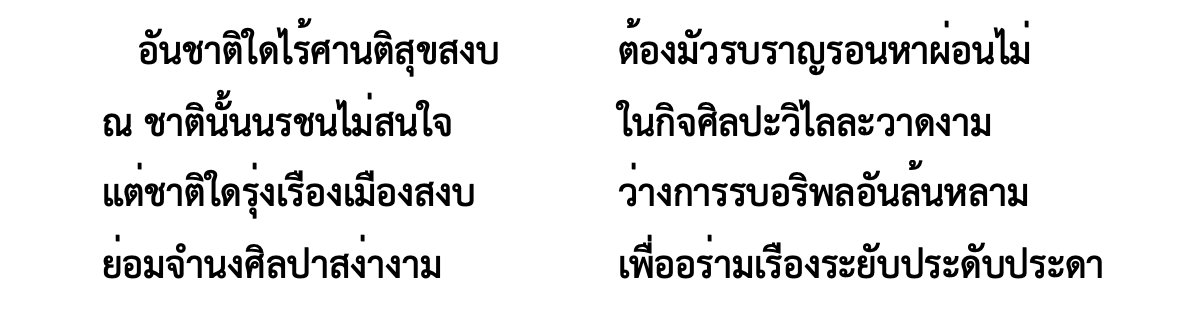 อันชาติใดไร้ศานติสุขสงบ ต้องมัวรบราญรอนหาผ่อนไม่
ณ ชาตินั้นนรชนไม่สนใจ ในกิจศิลปะวิไลละวาดงาม
แต่ชาติใดรุ่งเรืองเมืองสงบ ว่างการรบอริพลอันล้นหลาม
ย่อมจำนงศิลปาสง่างาม เพื่ออร่ามเรืองระยับประดับประดา